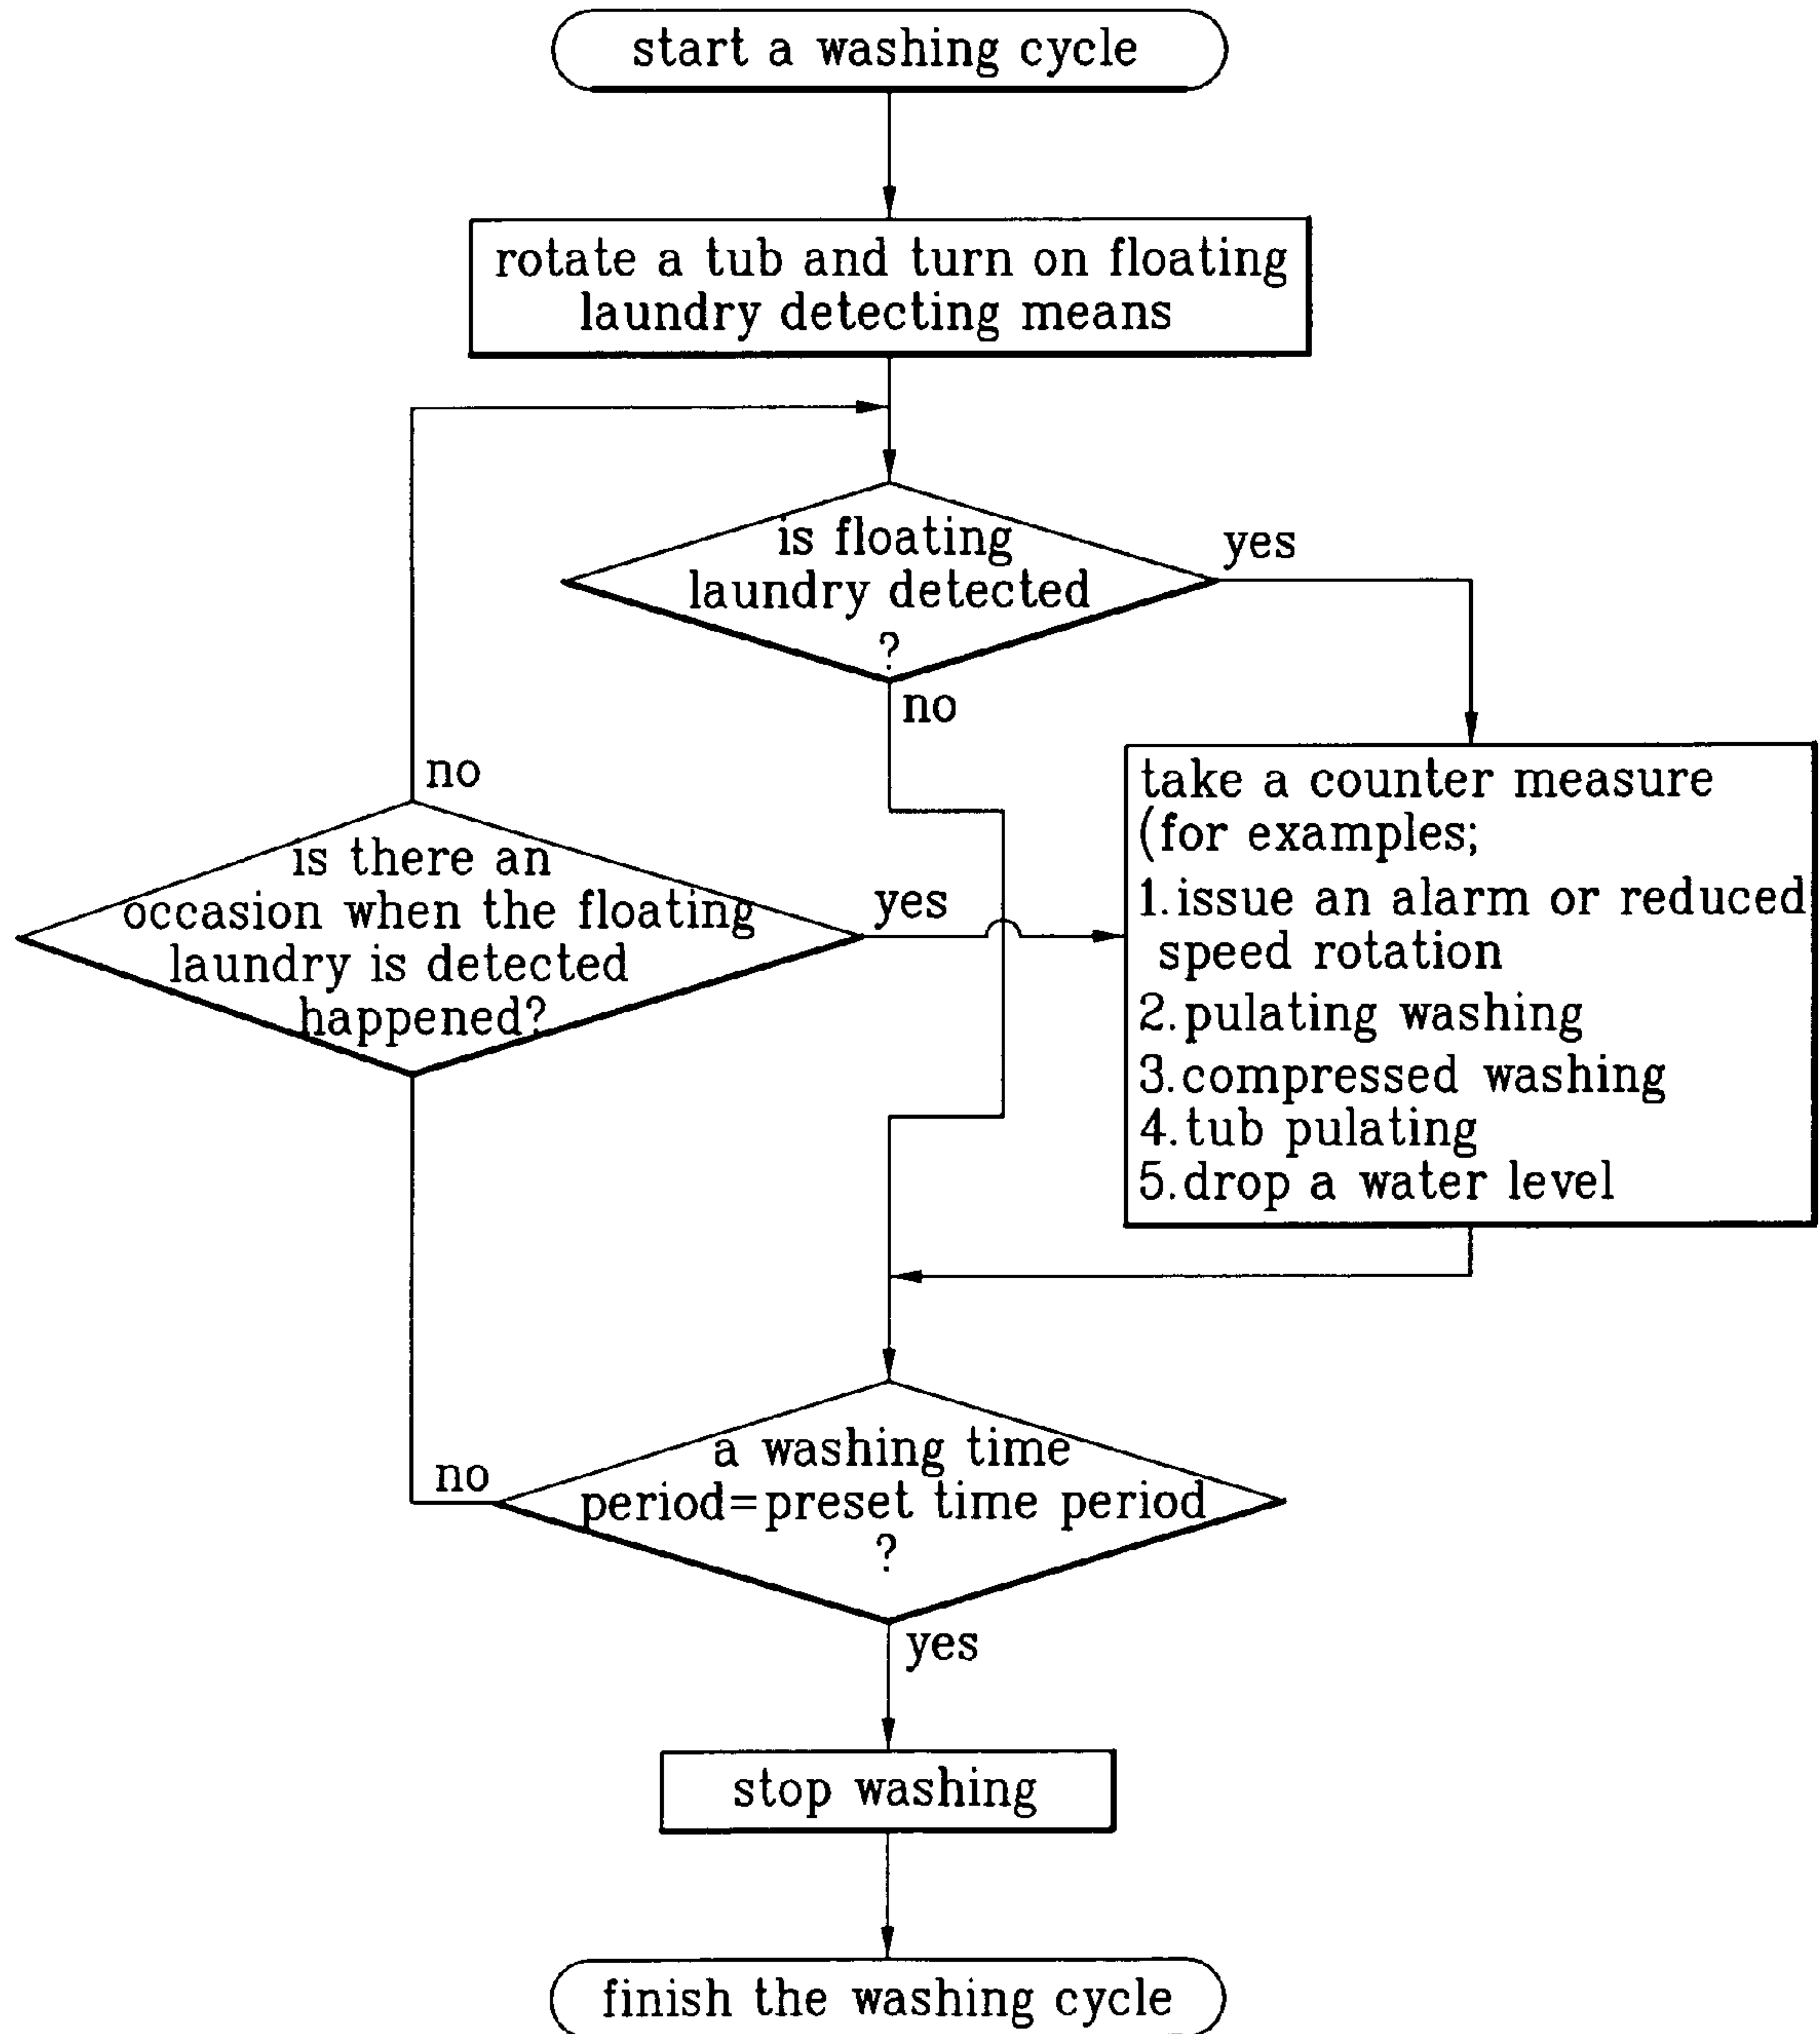 start a washing cycle
rotate a tub and turn on floating
laundry detecting means
is floating
laundry detected
?
yes
no
no
is there an
occasion when the floating
laundry is detected
happened?
yes
take a counter measure
(for examples;
1.issue an alarm or reduced
speed rotation
2.pulating washing
3.compressed washing
4.tub pulating
5.drop a water level
a washing time
period=preset time period
?
no
yes
stop washing
finish the washing cycle